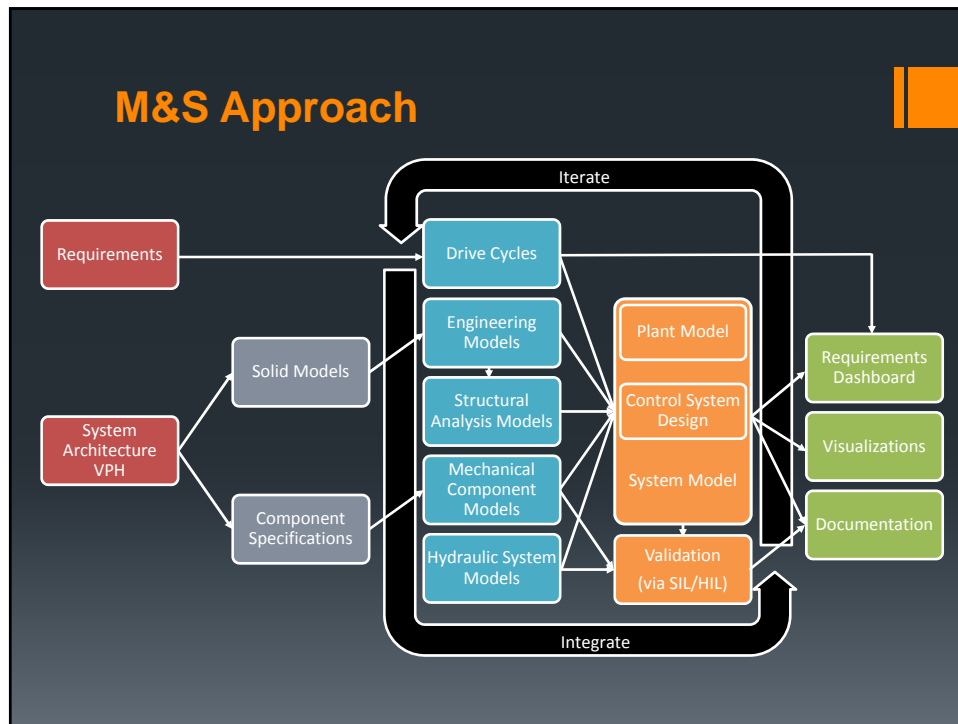 M&S Approach
Iterate
Requirements
Drive Cycles
Engineering
Models
Plant Model
Solid Models
Requirements
Dashboard
Structural
Analysis Models
Control System
Design
System
Architecture
VPH
Visualizations
Mechanical
Component
Models
System Model
Component
Specifications
Documentation
Hydraulic System
Models
Validation
(via SIL/HIL)
Integrate